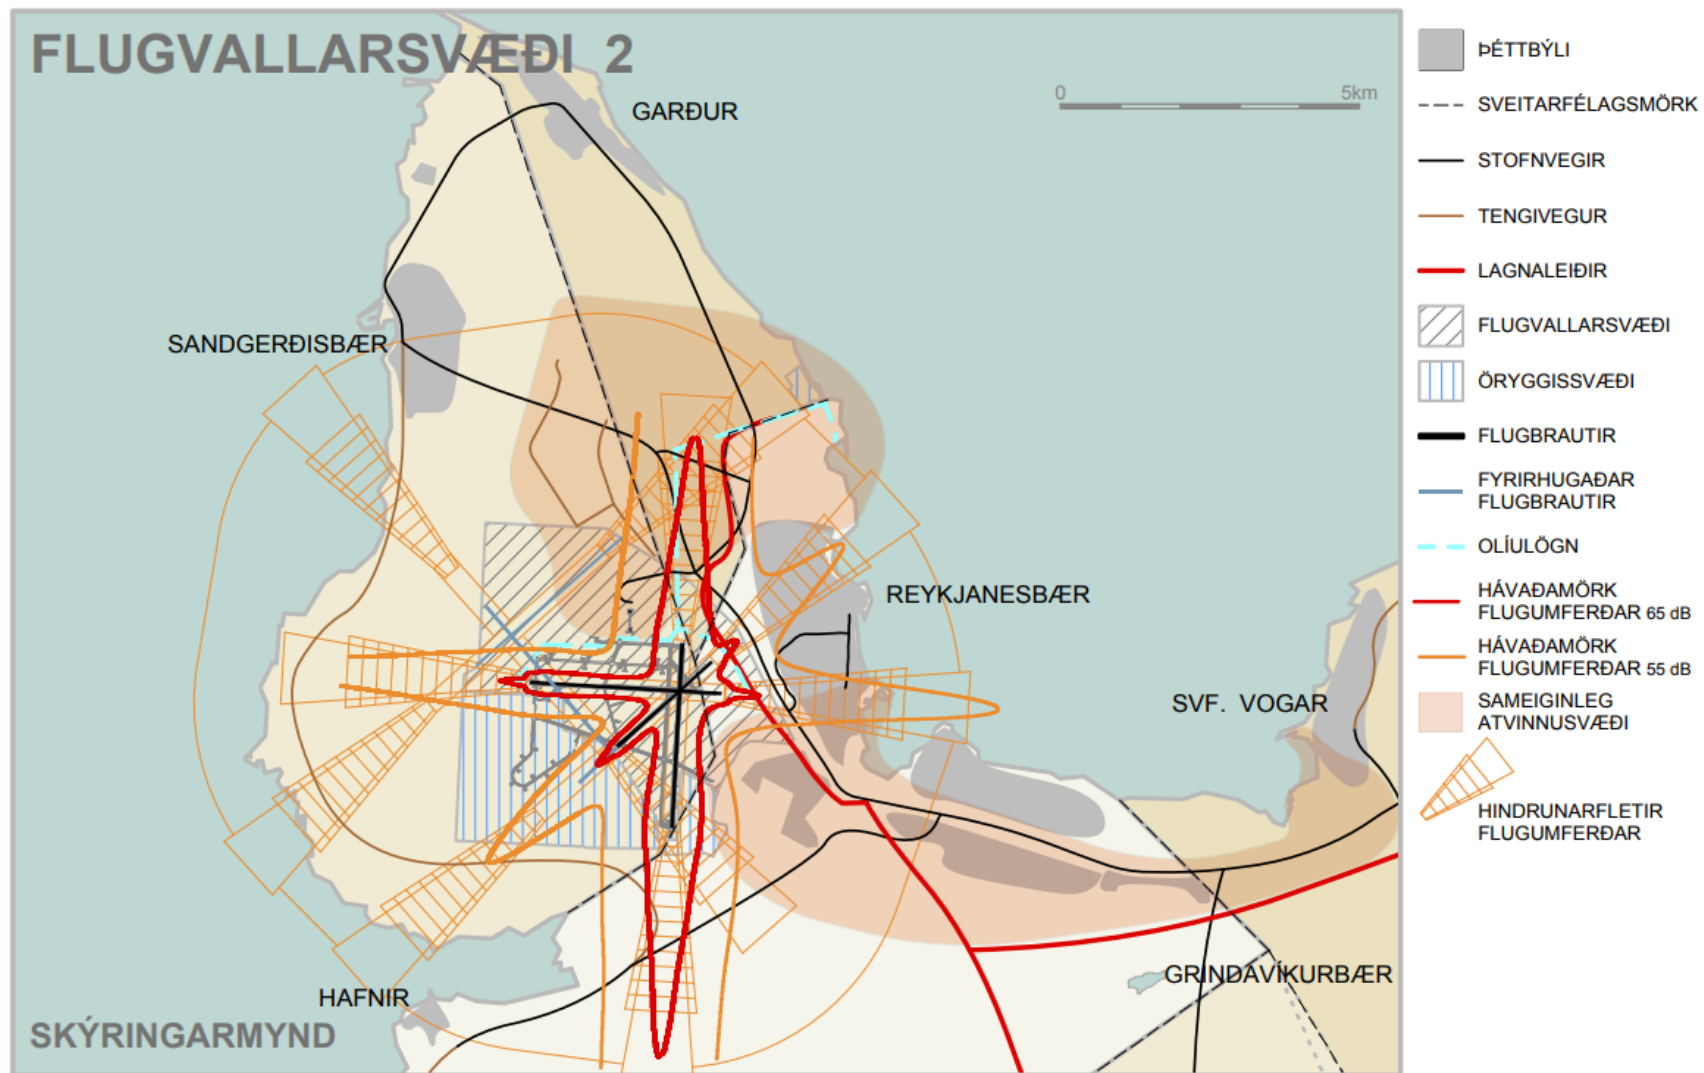 FLUGVALLARSVÆÐI 2
GARÐUR
0 5km
SANDGERÐISBÆR
REYKJANESBÆR
SVF. VOGAR
GRINDAVÍKURBÆR
HAFNIR
SKÝRINGARMYND
ÞÉTTBÝLI
SVEITARFÉLAGSMÖRK
STOFNVEGIR
TENGIVEGUR
LAGNALEIÐIR
FLUGVALLARSVÆÐI
ÖRYGGISSVÆÐI
FLUGBRAUTIR
FYRIRHUGAÐAR
FLUGBRAUTIR
OLÍULÖGN
HÁVAÐAMÖRK
FLUGUMFERÐAR 65 dB
HÁVAÐAMÖRK
FLUGUMFERÐAR 55 dB
SAMEIGINLEG
ATVINNUSVÆÐI
HINDRUNARFLETIR
FLUGUMFERÐAR